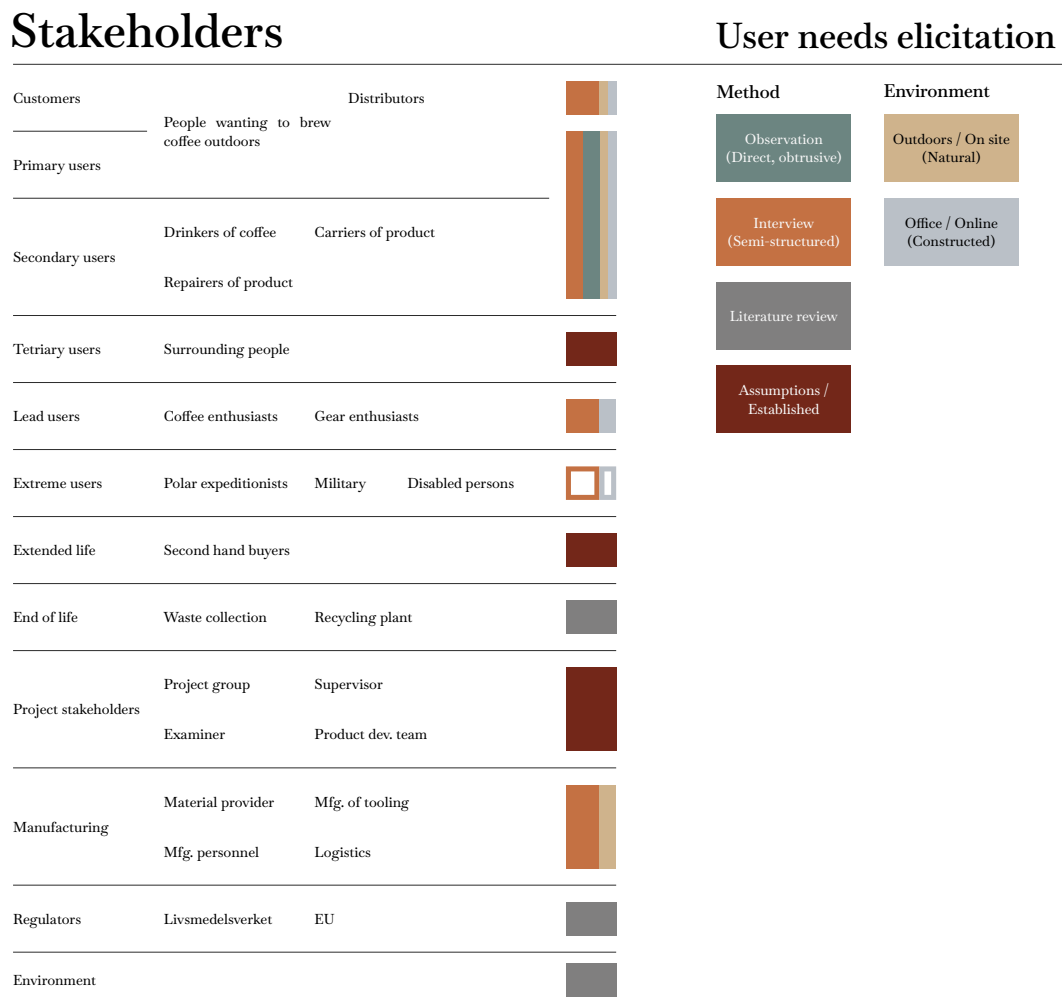 Stakeholders
User needs elicitation
Customers
Distributors
People wanting to brew
coffee outdoors
Primary users
Drinkers of coffee
Carriers of product
Secondary users
Repairers of product
Tetriary users
Surrounding people
Lead users
Coffee enthusiasts
Gear enthusiasts
Extreme users
Polar expeditionists
Military
Disabled persons
Extended life
Second hand buyers
End of life
Waste collection
Recycling plant
Project group
Supervisor
Project stakeholders
Examiner
Product dev. team
Material provider
Mfg. of tooling
Manufacturing
Mfg. personnel
Logistics
Regulators
Livsmedelsverket
EU
Environment
Method
Observation
(Direct, obtrusive)
Interview
(Semi-structured)
Literature review
Assumptions /
Established
Environment
Outdoors / On site
(Natural)
Office / Online
(Constructed)